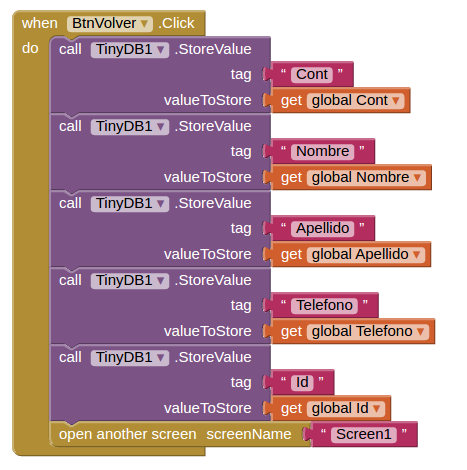 when BtnVolver .Click
do call TinyDB1 .StoreValue
tag " Cont "
valueToStore get global Cont
call TinyDB1 .StoreValue
tag " Nombre "
valueToStore get global Nombre
call TinyDB1 .StoreValue
tag " Apellido "
valueToStore get global Apellido
call TinyDB1 .StoreValue
tag " Telefono "
valueToStore get global Telefono
call TinyDB1 .StoreValue
tag " Id "
valueToStore get global Id
open another screen screenName " Screen1 "